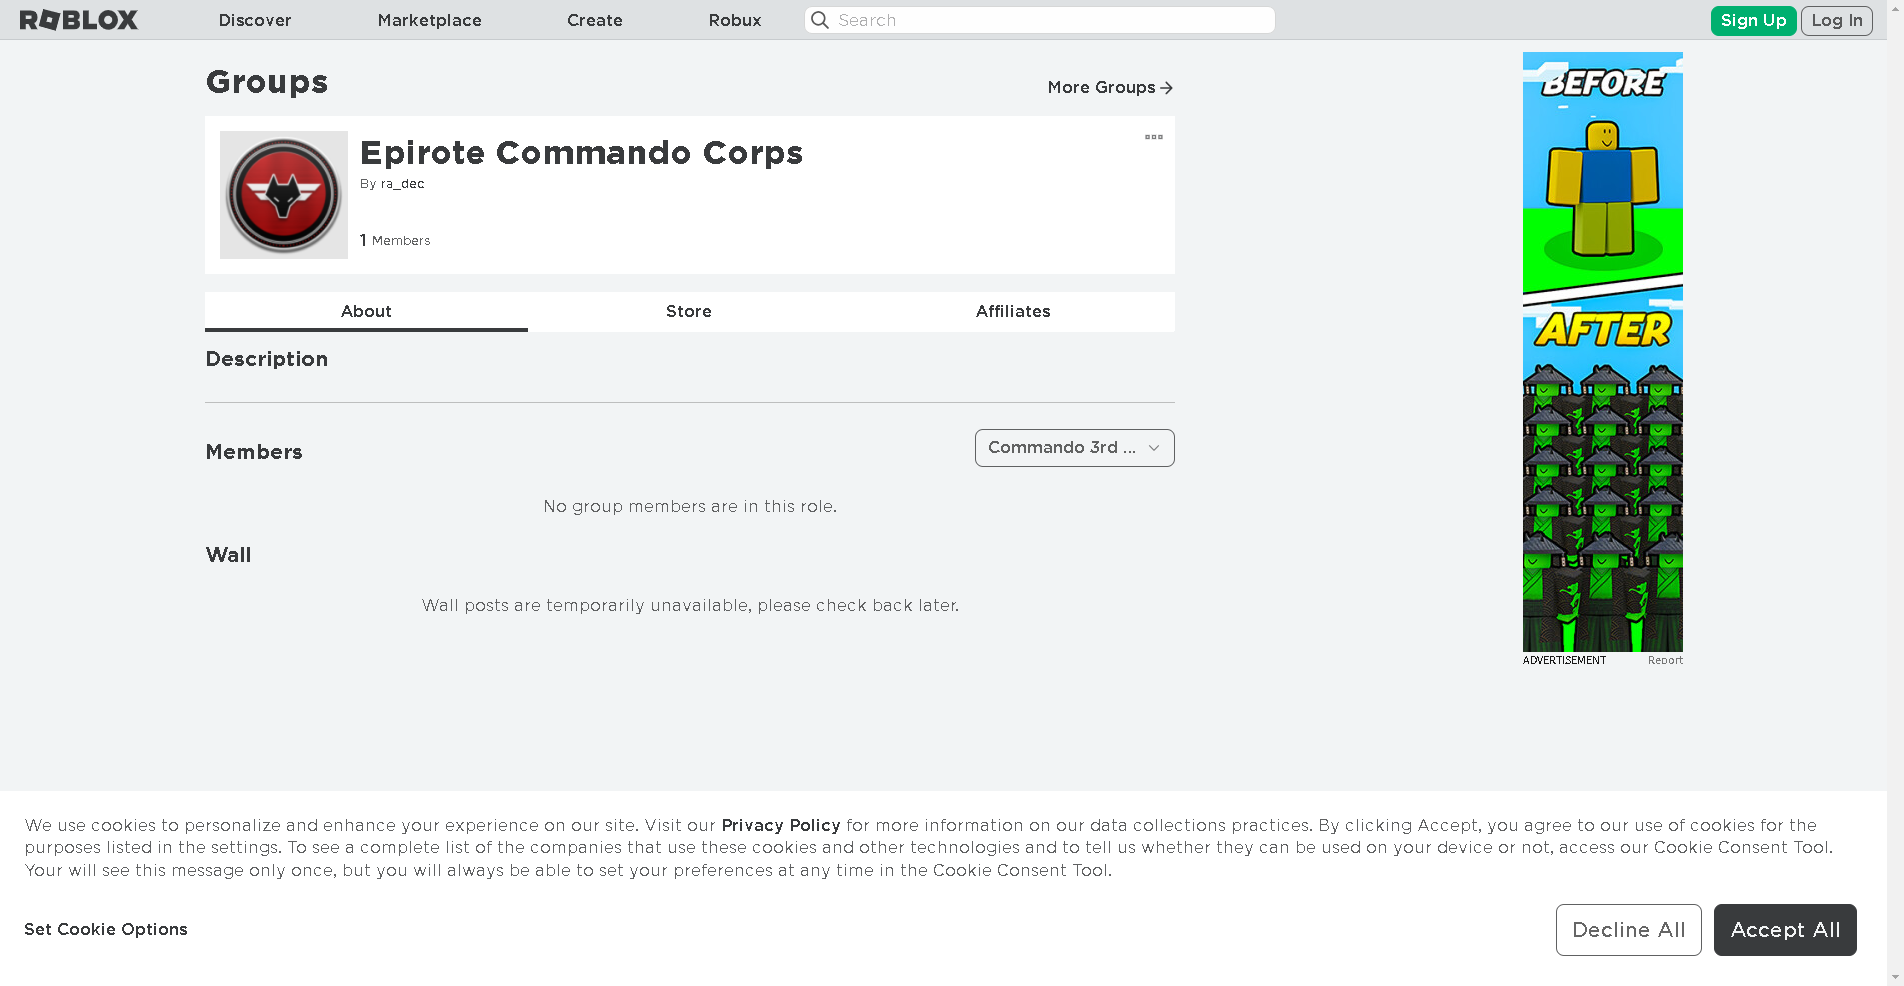 ROBLOX Discover Marketplace Create Robux Search Sign Up Log In
Groups
More Groups
Epirote Commando Corps
By ra_dec
1 Members
About Store Affiliates
Description
Members
Commando 3rd ...
No group members are in this role.
Wall
Wall posts are temporarily unavailable, please check back later.
BEFORE
AFTER
ADVERTISEMENT Report
We use cookies to personalize and enhance your experience on our site. Visit our Privacy Policy for more information on our data collections practices. By clicking Accept, you agree to our use of cookies for the
purposes listed in the settings. To see a complete list of the companies that use these cookies and other technologies and to tell us whether they can be used on your device or not, access our Cookie Consent Tool.
Your will see this message only once, but you will always be able to set your preferences at any time in the Cookie Consent Tool.
Set Cookie Options
Decline All Accept All